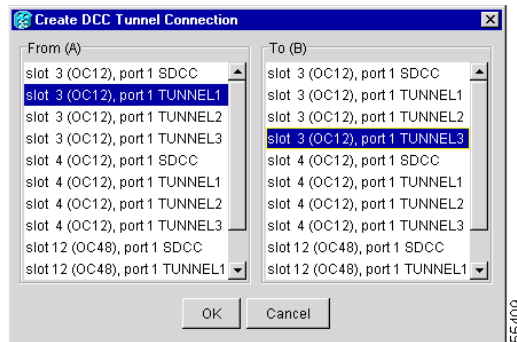 Create DCC Tunnel Connection
From (A)
slot 3 (OC12), port 1 SDCC
slot 3 (OC12), port 1 TUNNEL1
slot 3 (OC12), port 1 TUNNEL2
slot 3 (OC12), port 1 TUNNEL3
slot 4 (OC12), port 1 SDCC
slot 4 (OC12), port 1 TUNNEL1
slot 4 (OC12), port 1 TUNNEL2
slot 4 (OC12), port 1 TUNNEL3
slot 12 (OC48), port 1 SDCC
slot 12 (OC48), port 1 TUNNEL1
To (B)
slot 3 (OC12), port 1 SDCC
slot 3 (OC12), port 1 TUNNEL1
slot 3 (OC12), port 1 TUNNEL2
slot 3 (OC12), port 1 TUNNEL3
slot 4 (OC12), port 1 SDCC
slot 4 (OC12), port 1 TUNNEL1
slot 4 (OC12), port 1 TUNNEL2
slot 4 (OC12), port 1 TUNNEL3
slot 12 (OC48), port 1 SDCC
slot 12 (OC48), port 1 TUNNEL1
OK
Cancel
55409